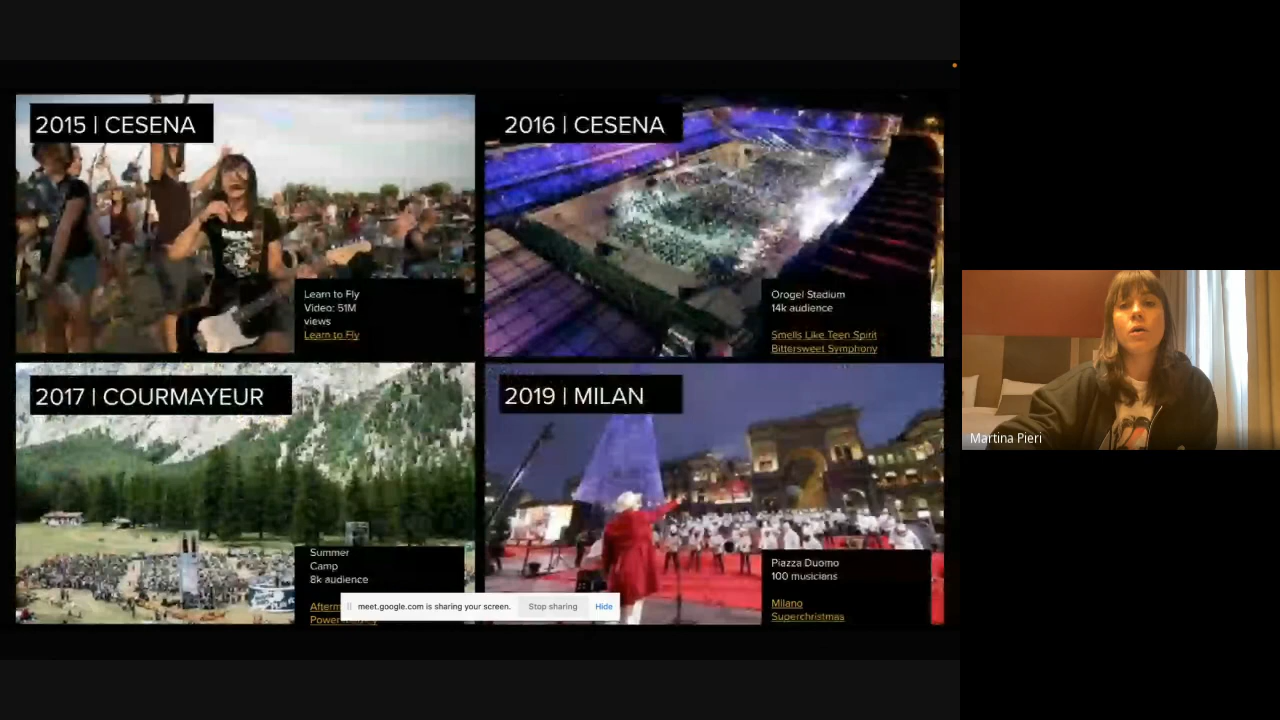 2015 | CESENA
Learn to Fly
Video: 51M
views
Learn to Fly
2016 | CESENA
Orogel Stadium
14k audience
Smells Like Teen Spirit
Bittersweet Symphony
2017 | COURMAYEUR
Summer
Camp
8k audience
2019 | MILAN
Piazza Duomo
100 musicians
Milano
Superchristmas
meet.google.com is sharing your screen.
Stop sharing
Hide
Martina Pieri